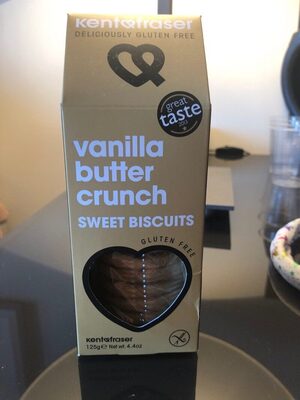 kent&fraser
DELICIOUSLY GLUTEN FREE
great
taste
vanilla
butter
crunch
SWEET BISCUITS
GLUTEN FREE
kent&fraser
125g℮ Net wt. 4.4oz